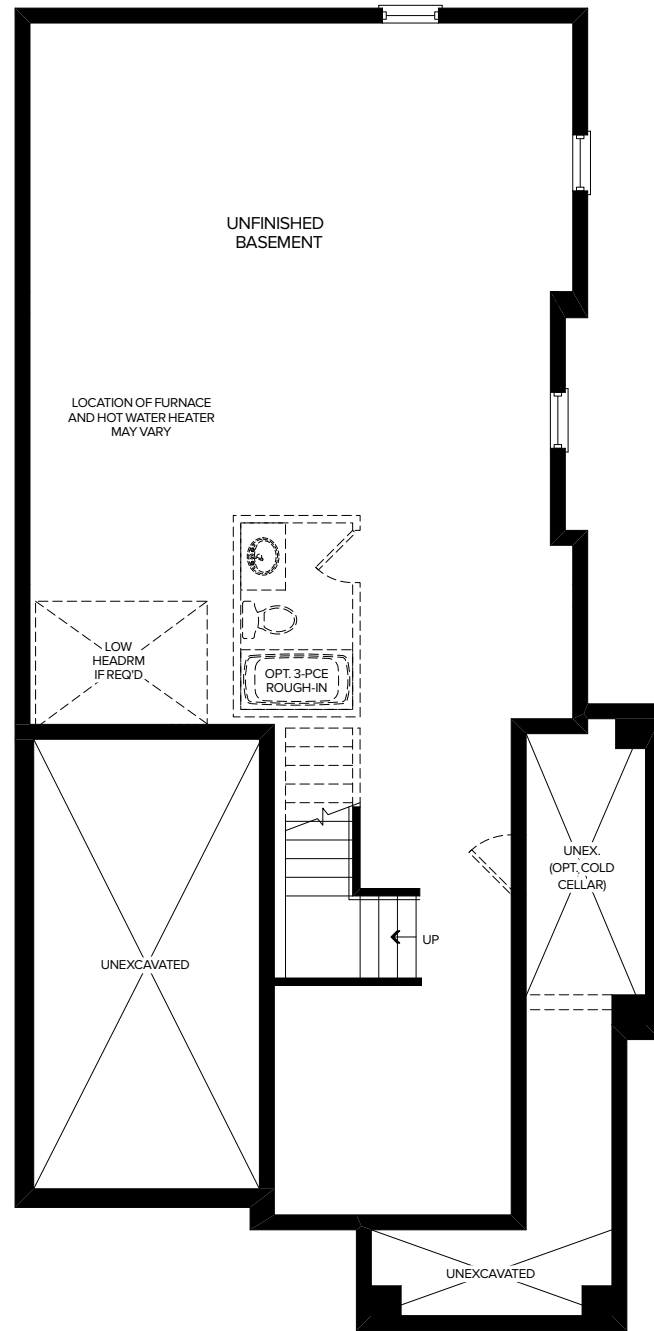 UNFINISHED
BASEMENT
LOCATION OF FURNACE
AND HOT WATER HEATER
MAY VARY
LOW
HEADRM
IF REQ'D
OPT. 3-PCE
ROUGH-IN
UNEX.
(OPT. COLD
CELLAR)
UP
UNEXCAVATED
UNEXCAVATED